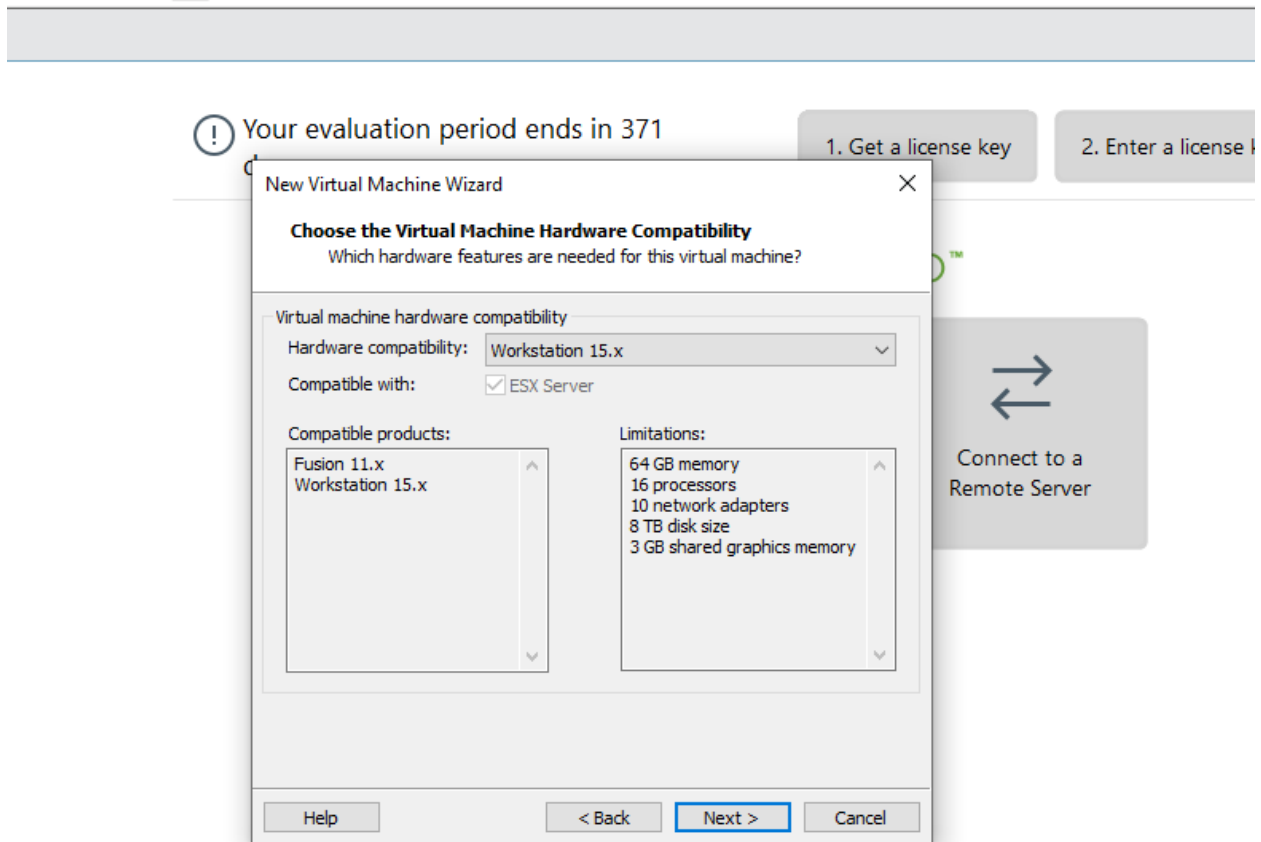 Your evaluation period ends in 371
1. Get a license key
2. Enter a license
New Virtual Machine Wizard
Choose the Virtual Machine Hardware Compatibility
Which hardware features are needed for this virtual machine?
™
Virtual machine hardware compatibility
Hardware compatibility: Workstation 15.x
Compatible with: ESX Server
Compatible products:
Fusion 11.x
Workstation 15.x
Limitations:
64 GB memory
16 processors
10 network adapters
8 TB disk size
3 GB shared graphics memory
Connect to a
Remote Server
Help
< Back
Next >
Cancel